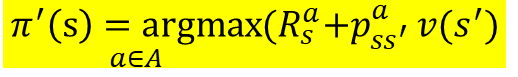 π′(s) = argmax(R_s^a+p_{ss′}^a v(s′)
a∈A